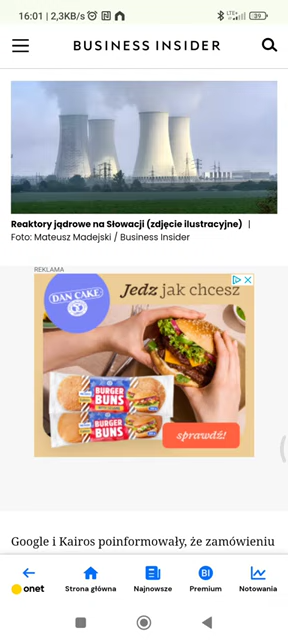 16:01 | 2,3KB/s
LTE+
39
BUSINESS INSIDER
Reaktory jądrowe na Słowacji (zdjęcie ilustracyjne) |
Foto: Mateusz Madejski / Business Insider
REKLAMA
DAN CAKE
Jedz jak chcesz
BURGER
BUNS
BURGER
BUNS
sprawdź!
Google i Kairos poinformowały, że zamówieniu
onet
Strona główna
Najnowsze
BI
Premium
Notowania